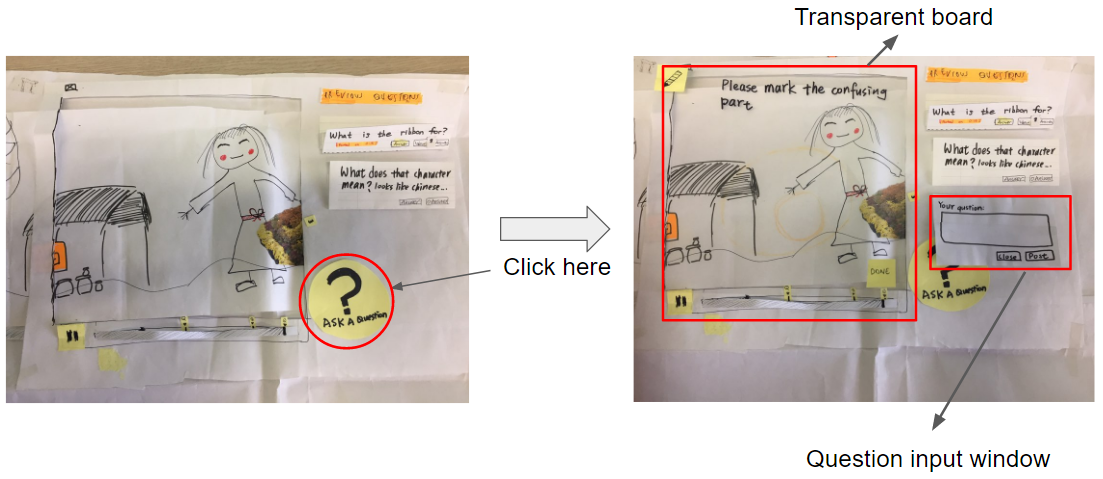 Transparent board
PREVIEW QUESTIONS
What is the ribbon for?
What does that character
mean? looks like chinese...
ASK A Question
Click here
Please mark the confusing
part
DONE
REVIEW QUESTIONS
What is the ribbon for?
What does that character
mean? looks like chinese...
Your qustion:
Close Post
ASK A Question
Question input window